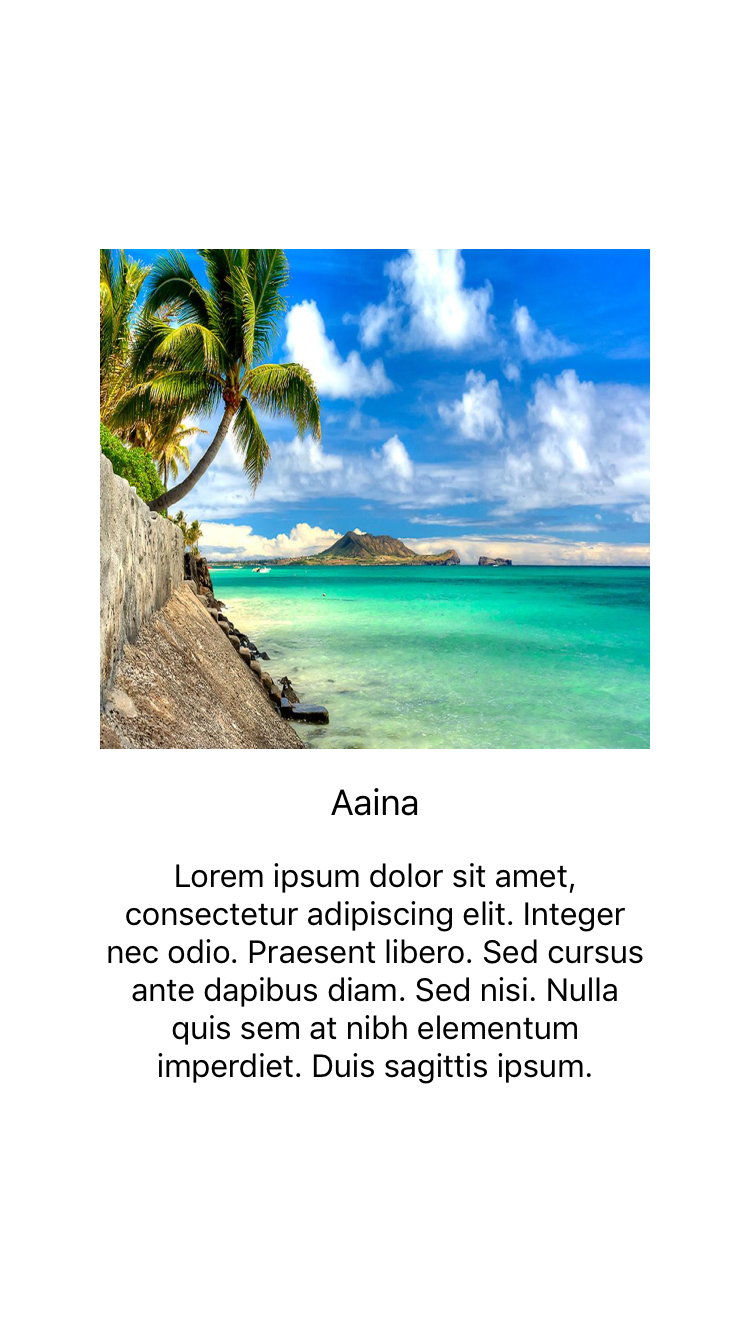 Aaina
Lorem ipsum dolor sit amet,
consectetur adipiscing elit. Integer
nec odio. Praesent libero. Sed cursus
ante dapibus diam. Sed nisi. Nulla
quis sem at nibh elementum
imperdiet. Duis sagittis ipsum.